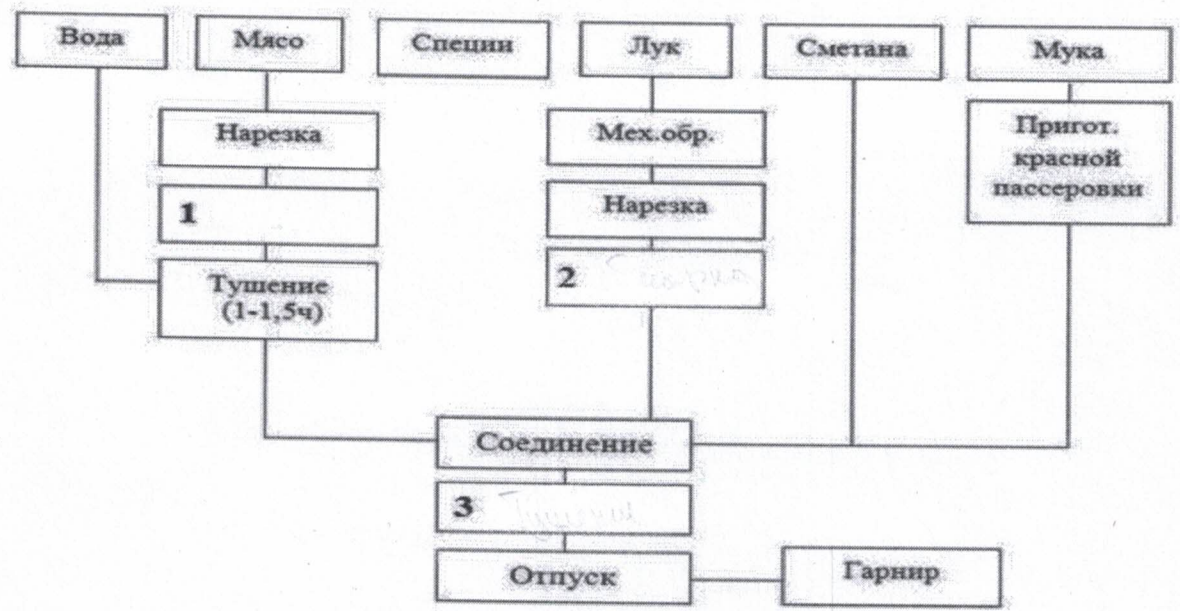 Вода
Мясо
Специи
Лук
Сметана
Мука
Нарезка
Мех.обр.
Пригот.
красной
пассеровки
1
Нарезка
Тушение
(1-1,5ч)
2
Соединение
3
Отпуск
Гарнир